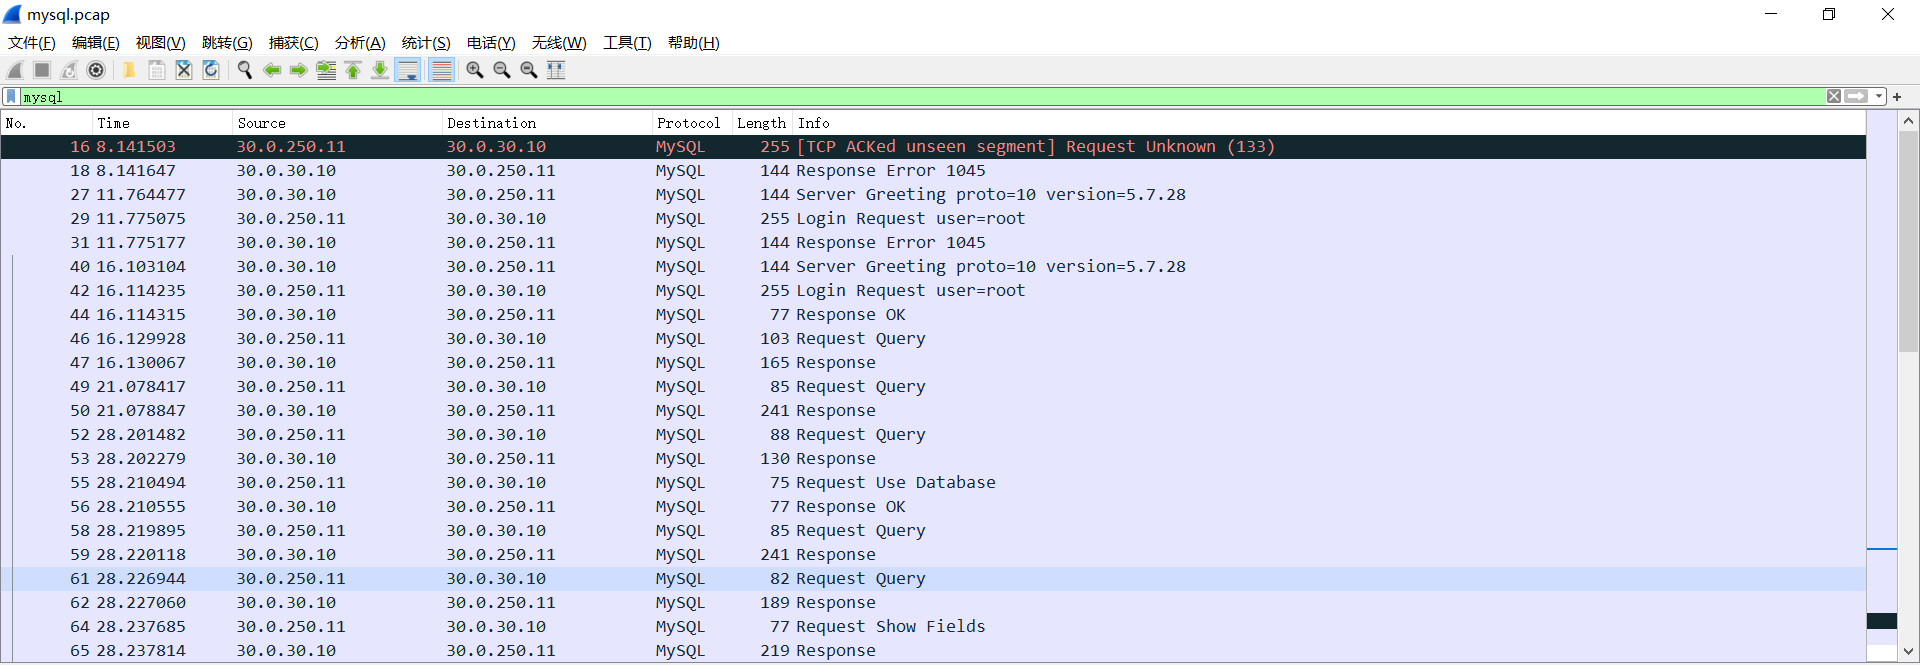 mysql.pcap
文件(F) 编辑(E) 视图(V) 跳转(G) 捕获(C) 分析(A) 统计(S) 电话(Y) 无线(W) 工具(T) 帮助(H)
mysql
No. Time Source Destination Protocol Length Info
16 8.141503 30.0.250.11 30.0.30.10 MySQL 255 [TCP ACKed unseen segment] Request Unknown (133)
18 8.141647 30.0.30.10 30.0.250.11 MySQL 144 Response Error 1045
27 11.764477 30.0.30.10 30.0.250.11 MySQL 144 Server Greeting proto=10 version=5.7.28
29 11.775075 30.0.250.11 30.0.30.10 MySQL 255 Login Request user=root
31 11.775177 30.0.30.10 30.0.250.11 MySQL 144 Response Error 1045
40 16.103104 30.0.30.10 30.0.250.11 MySQL 144 Server Greeting proto=10 version=5.7.28
42 16.114235 30.0.250.11 30.0.30.10 MySQL 255 Login Request user=root
44 16.114315 30.0.30.10 30.0.250.11 MySQL 77 Response OK
46 16.129928 30.0.250.11 30.0.30.10 MySQL 103 Request Query
47 16.130067 30.0.30.10 30.0.250.11 MySQL 165 Response
49 21.078417 30.0.250.11 30.0.30.10 MySQL 85 Request Query
50 21.078847 30.0.30.10 30.0.250.11 MySQL 241 Response
52 28.201482 30.0.250.11 30.0.30.10 MySQL 88 Request Query
53 28.202279 30.0.30.10 30.0.250.11 MySQL 130 Response
55 28.210494 30.0.250.11 30.0.30.10 MySQL 75 Request Use Database
56 28.210555 30.0.30.10 30.0.250.11 MySQL 77 Response OK
58 28.219895 30.0.250.11 30.0.30.10 MySQL 85 Request Query
59 28.220118 30.0.30.10 30.0.250.11 MySQL 241 Response
61 28.226944 30.0.250.11 30.0.30.10 MySQL 82 Request Query
62 28.227060 30.0.30.10 30.0.250.11 MySQL 189 Response
64 28.237685 30.0.250.11 30.0.30.10 MySQL 77 Request Show Fields
65 28.237814 30.0.30.10 30.0.250.11 MySQL 219 Response